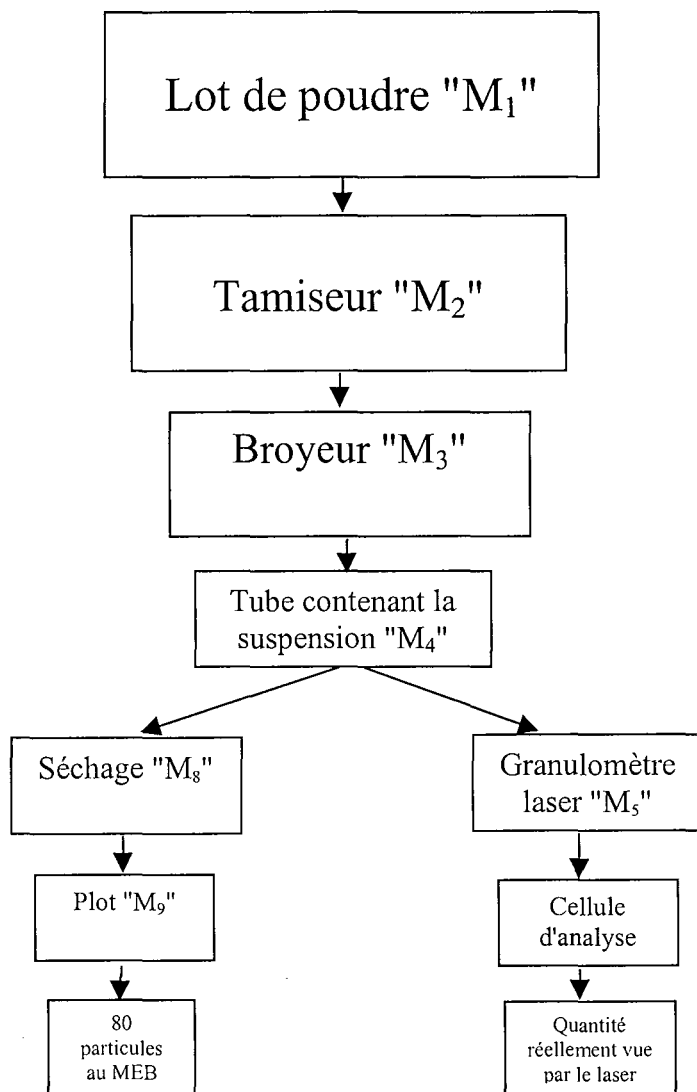 Lot de poudre "M₁"
Tamiseur "M₂"
Broyeur "M₃"
Tube contenant la
suspension "M₄"
Séchage "M₈"
Granulomètre
laser "M₅"
Plot "M₉"
Cellule
d'analyse
80
particules
au MEB
Quantité
réellement vue
par le laser